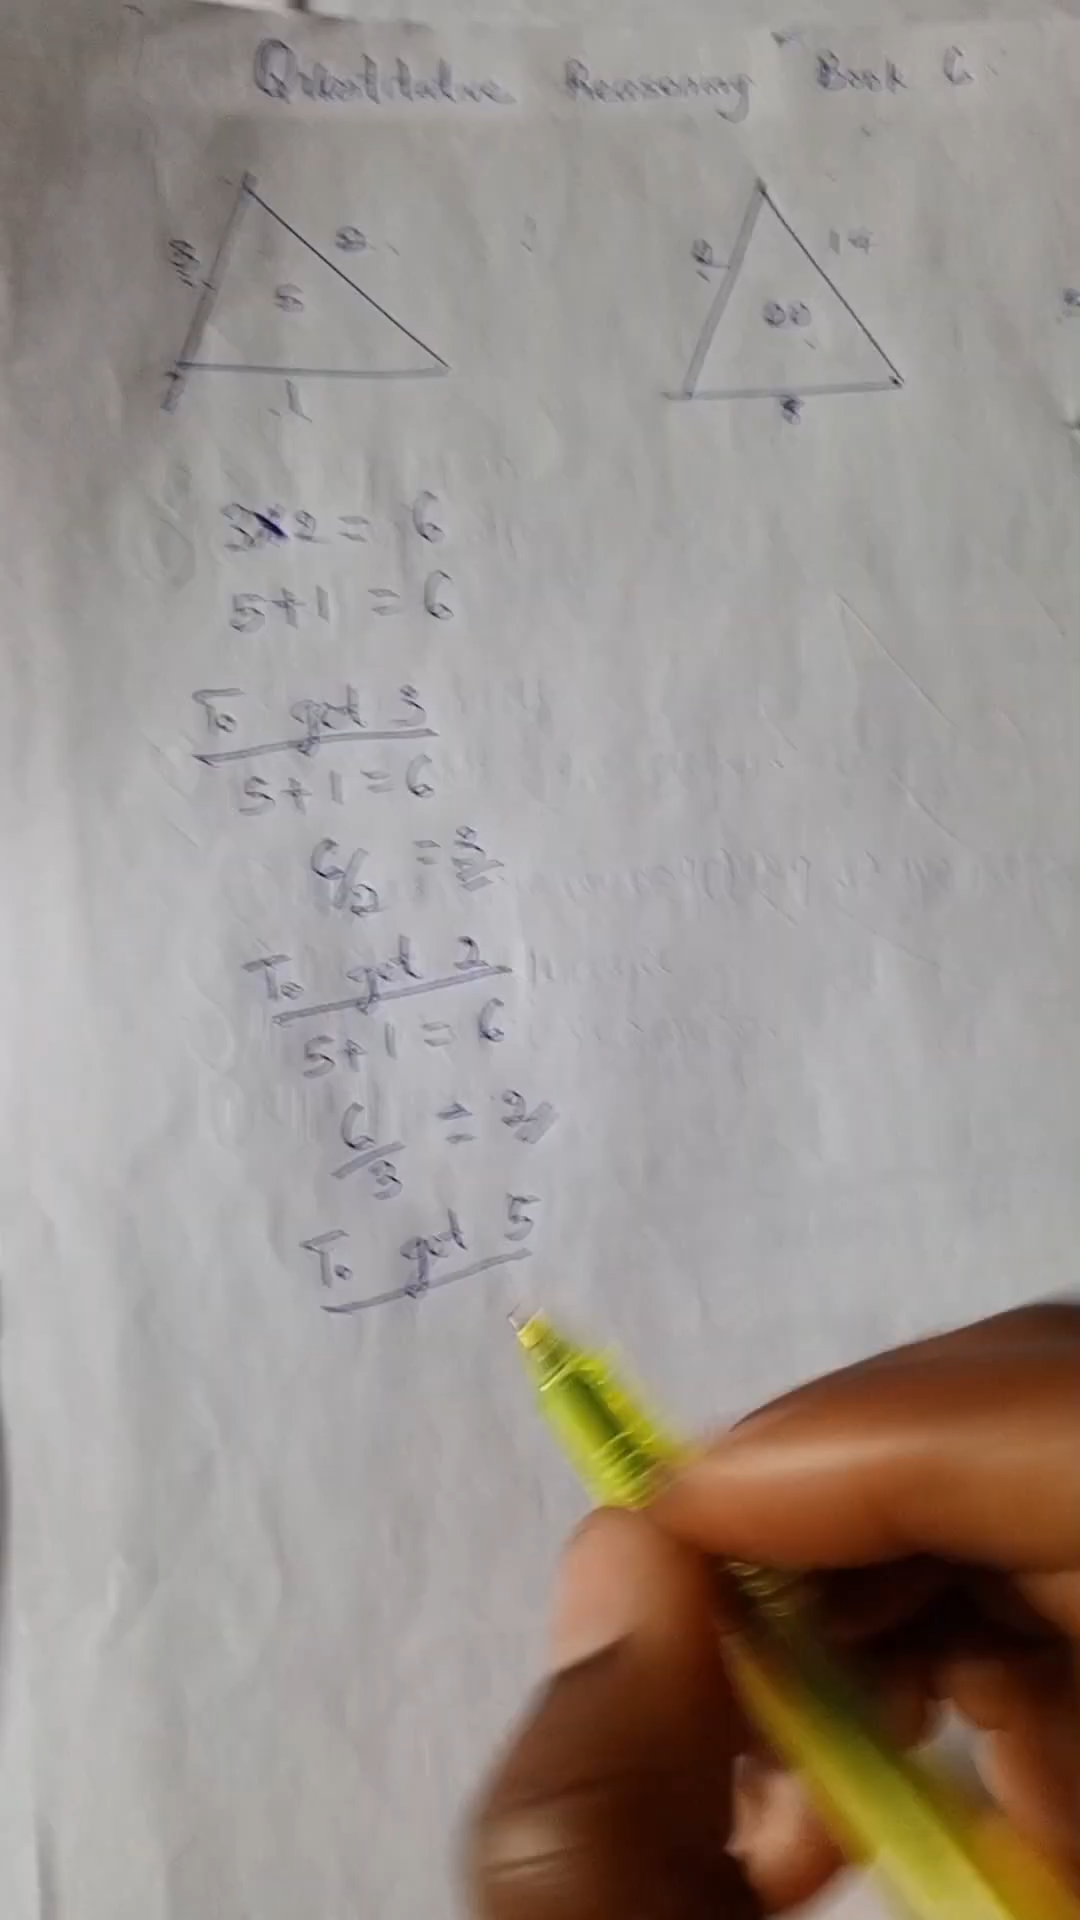 Quantitative Reasoning Book 6
5
1
14
8
3×2 = 6
5+1 = 6
To get 3
5+1=6
6/2 = 3
To get 2
5+1 = 6
6/3 = 2
To get 5